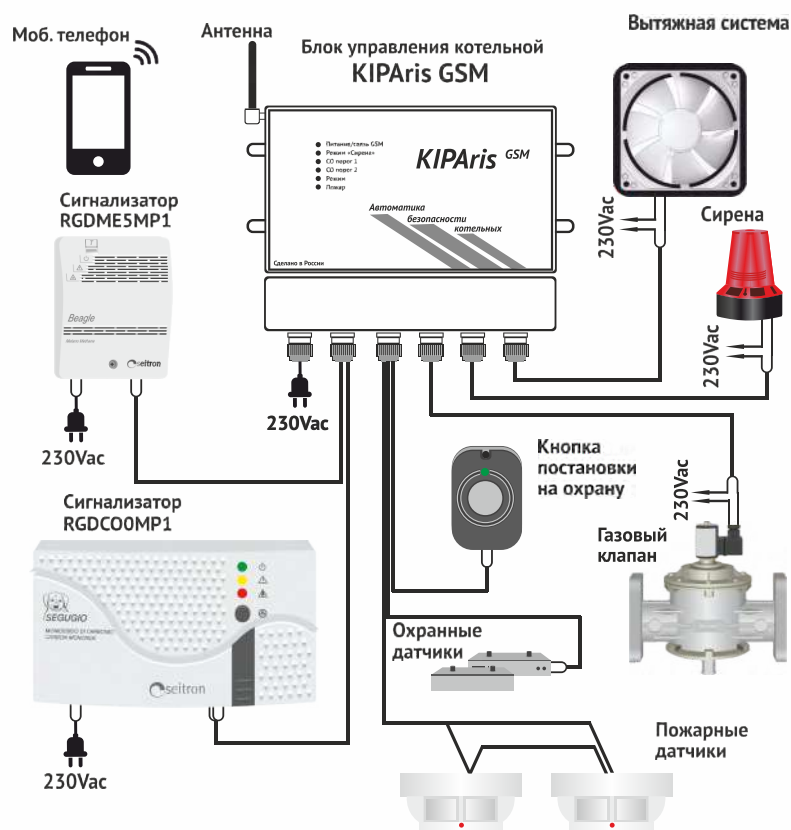 Моб. телефон
Антенна
Блок управления котельной
KIPAris GSM
Вытяжная система
Питание/связь GSM
Режим «Сирена»
CO порог 1
CO порог 2
Режим
Пожар
KIPAris GSM
Автоматика
безопасности
котельных
Сделано в России
Сигнализатор
RGDME5MP1
Beagle
seitron
230Vac
Сирена
230Vac
230Vac
230Vac
Кнопка
постановки
на охрану
230Vac
Газовый
клапан
Сигнализатор
RGDCO0MP1
SEGUGIO
seitron
230Vac
Охранные
датчики
Пожарные
датчики